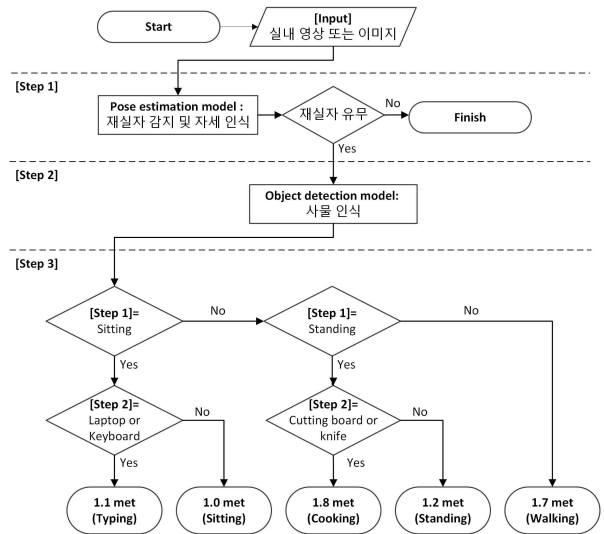 Start
[Input]
실내 영상 또는 이미지
[Step 1]
Pose estimation model :
재실자 감지 및 자세 인식
재실자 유무
No
Finish
Yes
[Step 2]
Object detection model:
사물 인식
[Step 3]
[Step 1]=
Sitting
No
[Step 1]=
Standing
No
Yes
Yes
[Step 2]=
Laptop or
Keyboard
No
[Step 2]=
Cutting board or
knife
No
Yes
Yes
1.1 met
(Typing)
1.0 met
(Sitting)
1.8 met
(Cooking)
1.2 met
(Standing)
1.7 met
(Walking)